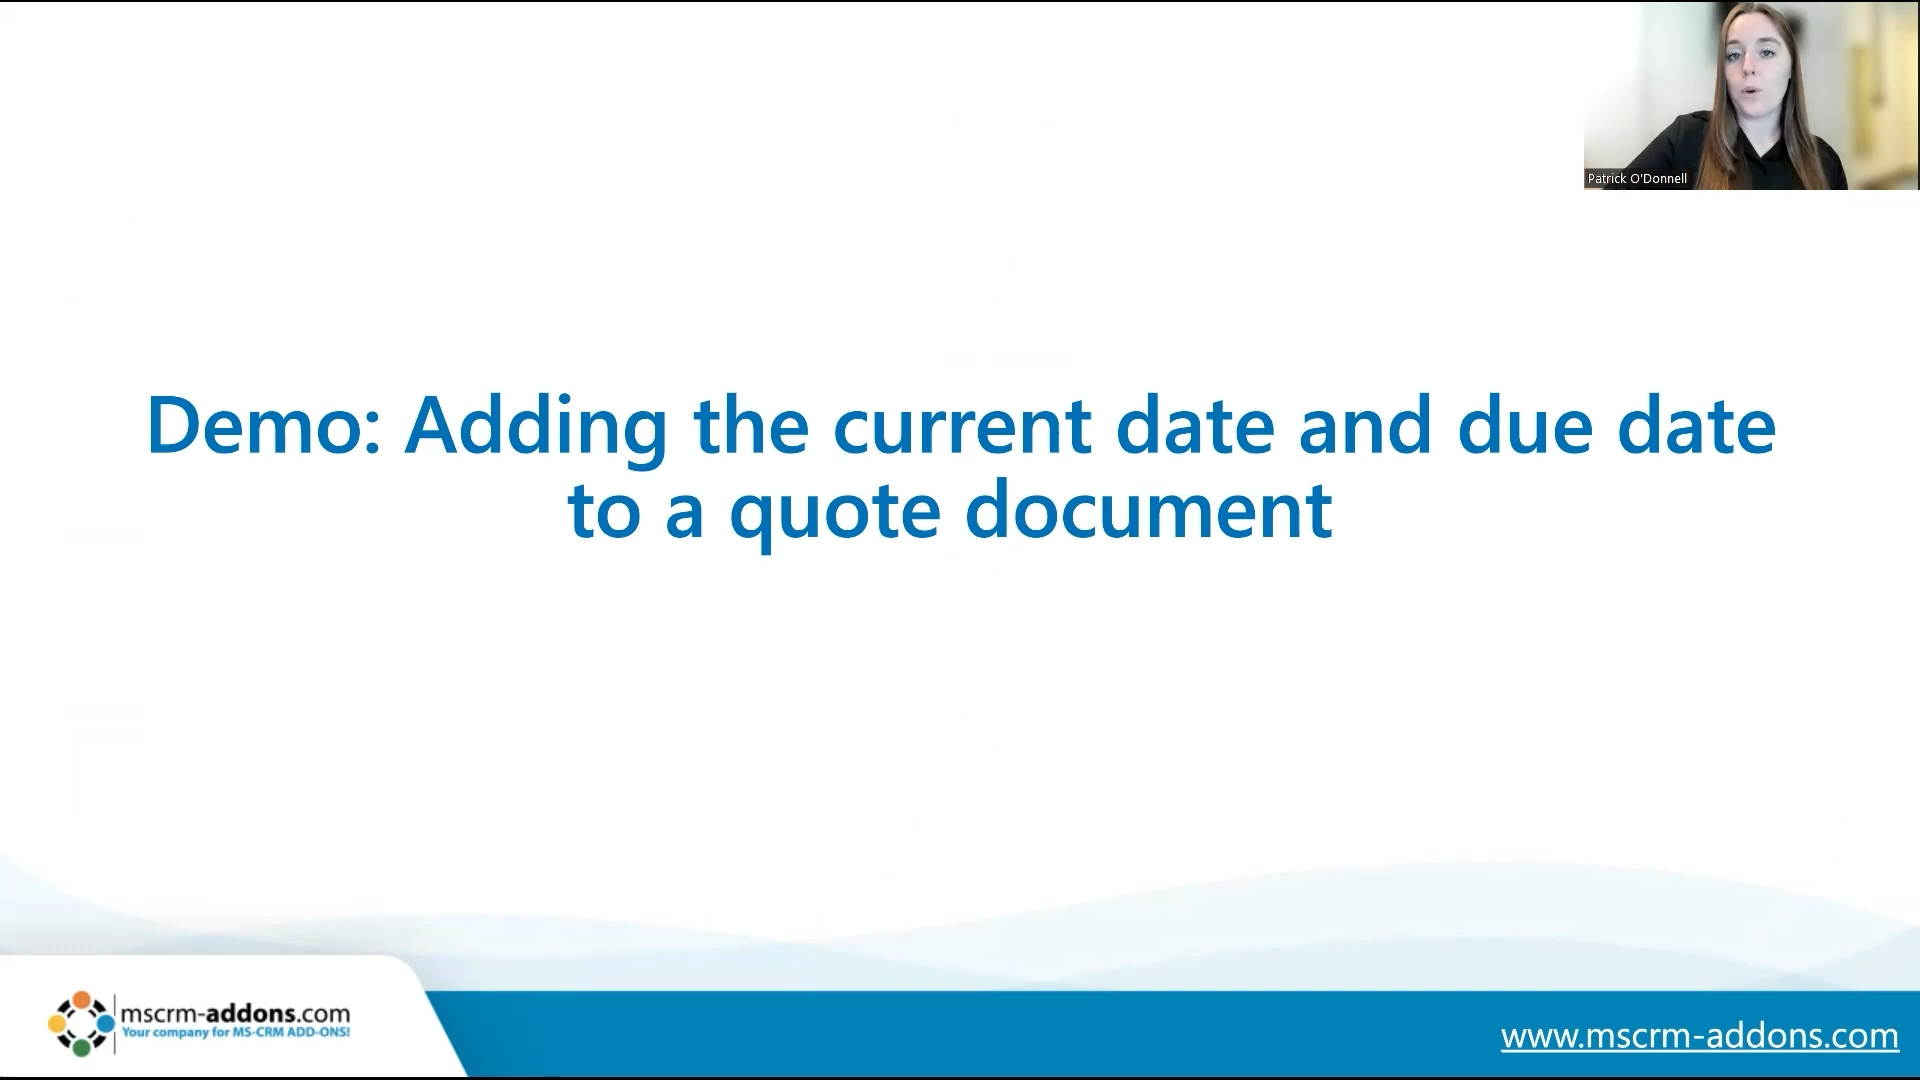 Patrick O'Donnell
Demo: Adding the current date and due date
to a quote document
mscrm-addons.com
Your company for MS-CRM ADD-ONS!
www.mscrm-addons.com